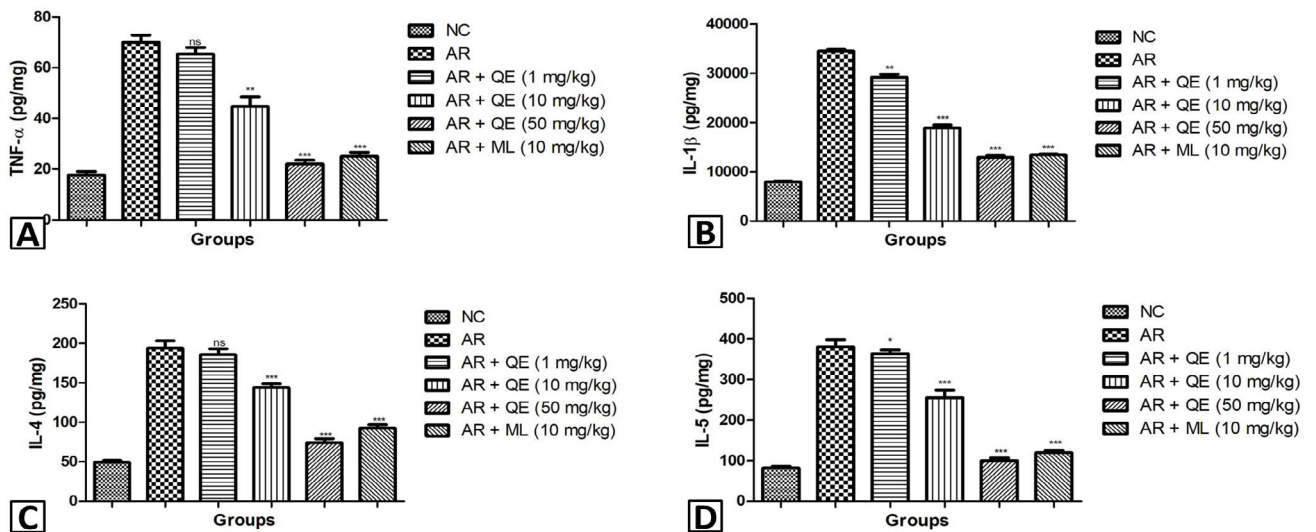 80
60
40
20
0
TNF-α (pg/mg)
ns
**
***
***
Groups
A
NC
AR
AR + QE (1 mg/kg)
AR + QE (10 mg/kg)
AR + QE (50 mg/kg)
AR + ML (10 mg/kg)
40000
30000
20000
10000
0
IL-1β (pg/mg)
**
***
***
***
Groups
B
NC
AR
AR + QE (1 mg/kg)
AR + QE (10 mg/kg)
AR + QE (50 mg/kg)
AR + ML (10 mg/kg)
250
200
150
100
50
0
IL-4 (pg/mg)
ns
***
***
***
Groups
C
NC
AR
AR + QE (1 mg/kg)
AR + QE (10 mg/kg)
AR + QE (50 mg/kg)
AR + ML (10 mg/kg)
500
400
300
200
100
0
IL-5 (pg/mg)
*
***
***
***
Groups
D
NC
AR
AR + QE (1 mg/kg)
AR + QE (10 mg/kg)
AR + QE (50 mg/kg)
AR + ML (10 mg/kg)